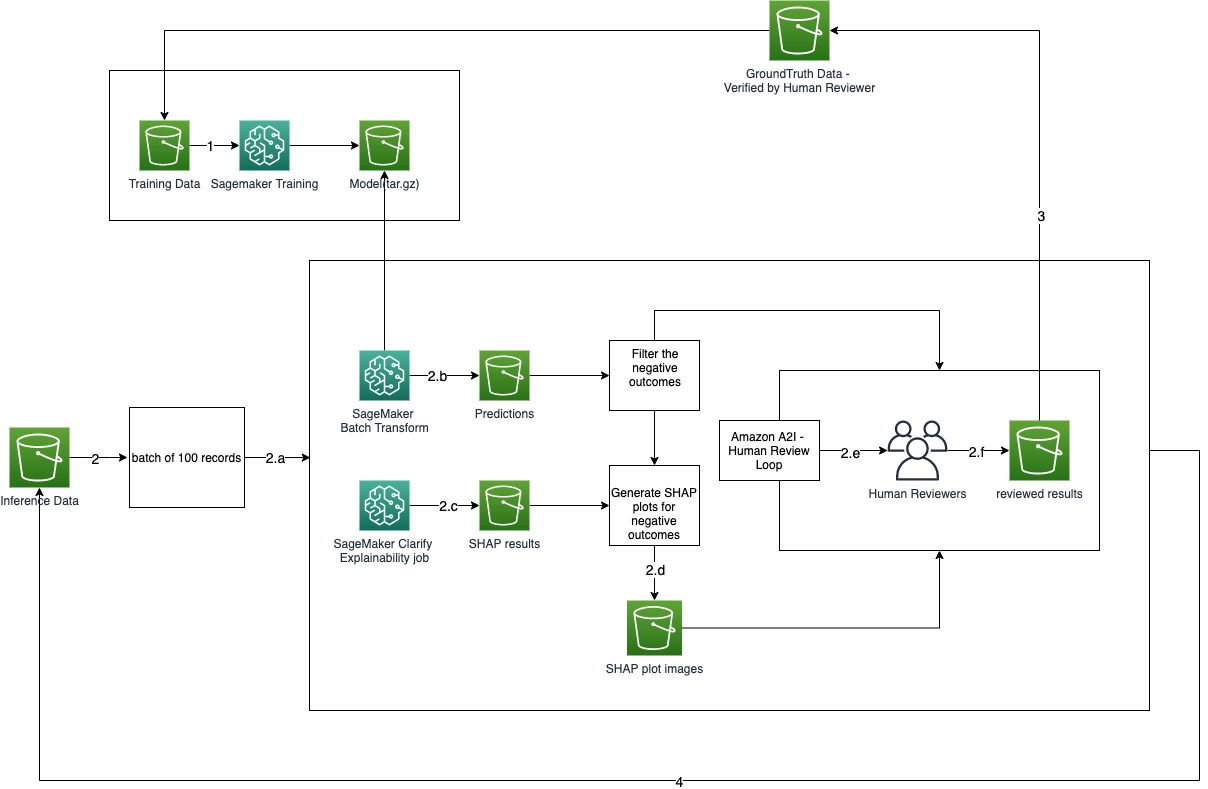 GroundTruth Data -
Verified by Human Reviewer
1
Training Data
Sagemaker Training
Model(tar.gz)
3
Filter the
negative
outcomes
2.b
SageMaker
Batch Transform
Predictions
Amazon A2I -
Human Review
Loop
2.e
2.f
Human Reviewers
reviewed results
2
batch of 100 records
2.a
Inference Data
Generate SHAP
plots for
negative
outcomes
2.c
SageMaker Clarify
Explainability job
SHAP results
2.d
SHAP plot images
4